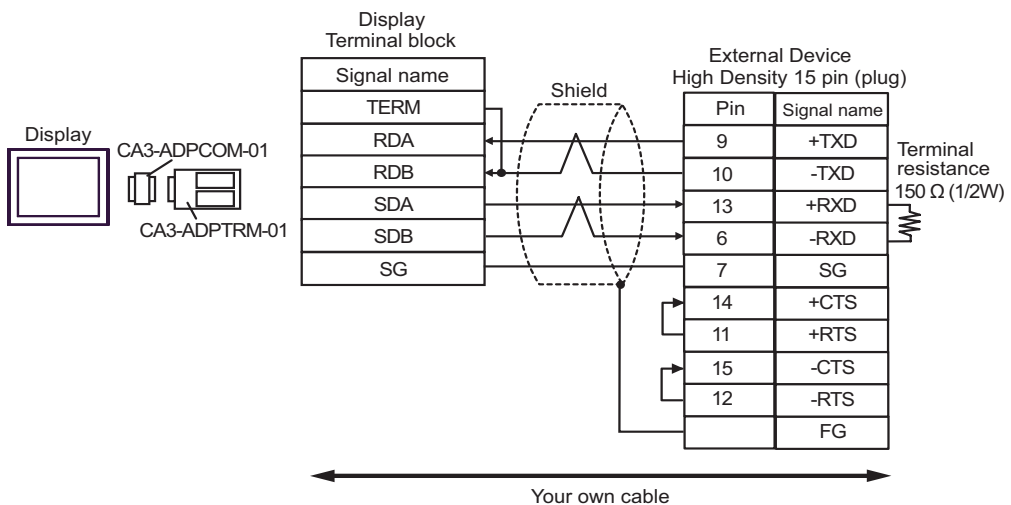 Display
Terminal block
Signal name
TERM
RDA
RDB
SDA
SDB
SG
Display
CA3-ADPCOM-01
CA3-ADPTRM-01
Shield
External Device
High Density 15 pin (plug)
Pin Signal name
9 +TXD
10 -TXD
13 +RXD
6 -RXD
7 SG
14 +CTS
11 +RTS
15 -CTS
12 -RTS
FG
Terminal
resistance
150 Ω (1/2W)
Your own cable